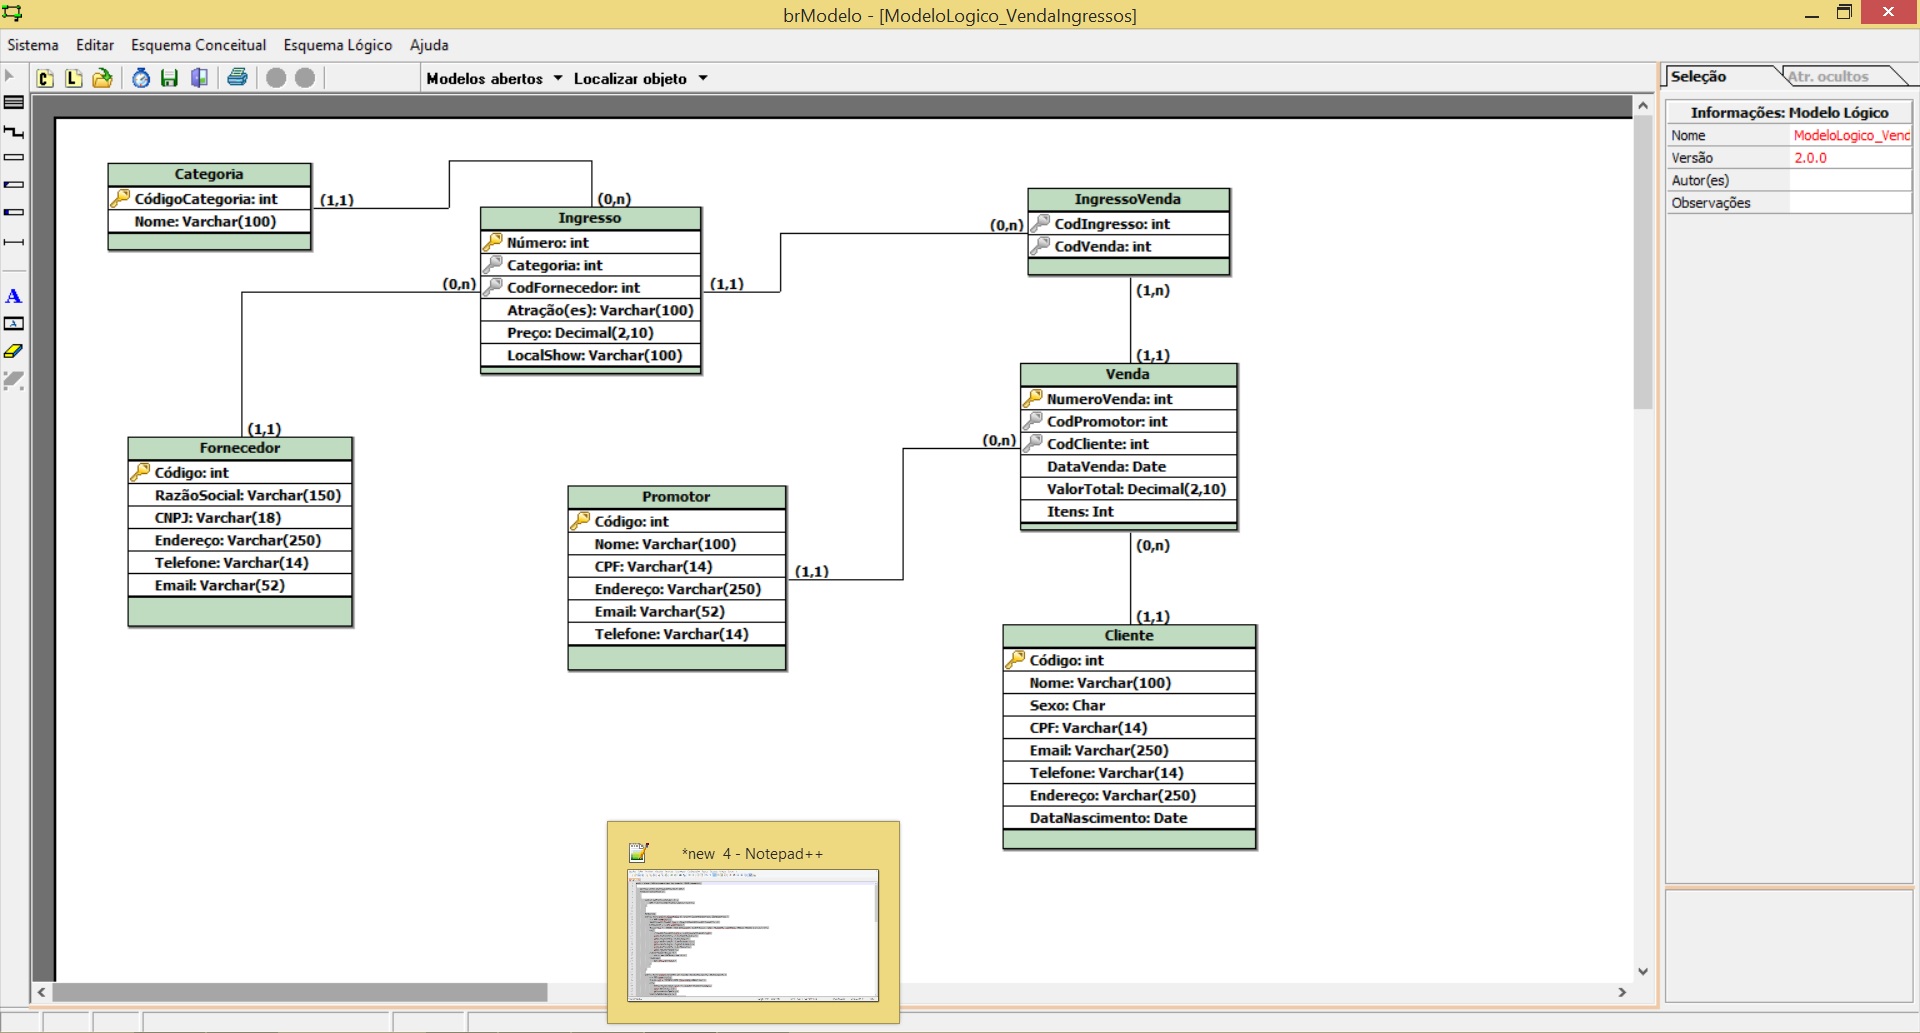 brModelo - [ModeloLogico_VendaIngressos]
Sistema Editar Esquema Conceitual Esquema Lógico Ajuda
C L Modelos abertos Localizar objeto
Seleção Atr. ocultos
Informações: Modelo Lógico
Nome ModeloLogico_Vend
Versão 2.0.0
Autor(es)
Observações
A
A
Categoria
CódigoCategoria: int
Nome: Varchar(100)
(1,1)
(0,n)
Ingresso
Número: int
Categoria: int
CodFornecedor: int
Atração(es): Varchar(100)
Preço: Decimal(2,10)
LocalShow: Varchar(100)
(0,n)
(1,1)
(0,n)
IngressoVenda
CodIngresso: int
CodVenda: int
(1,n)
(1,1)
Venda
NumeroVenda: int
CodPromotor: int
CodCliente: int
DataVenda: Date
ValorTotal: Decimal(2,10)
Itens: Int
(0,n)
(0,n)
(1,1)
(1,1)
Fornecedor
Código: int
RazãoSocial: Varchar(150)
CNPJ: Varchar(18)
Endereço: Varchar(250)
Telefone: Varchar(14)
Email: Varchar(52)
Promotor
Código: int
Nome: Varchar(100)
CPF: Varchar(14)
Endereço: Varchar(250)
Email: Varchar(52)
Telefone: Varchar(14)
(1,1)
Cliente
Código: int
Nome: Varchar(100)
Sexo: Char
CPF: Varchar(14)
Email: Varchar(250)
Telefone: Varchar(14)
Endereço: Varchar(250)
DataNascimento: Date
*new 4 - Notepad++